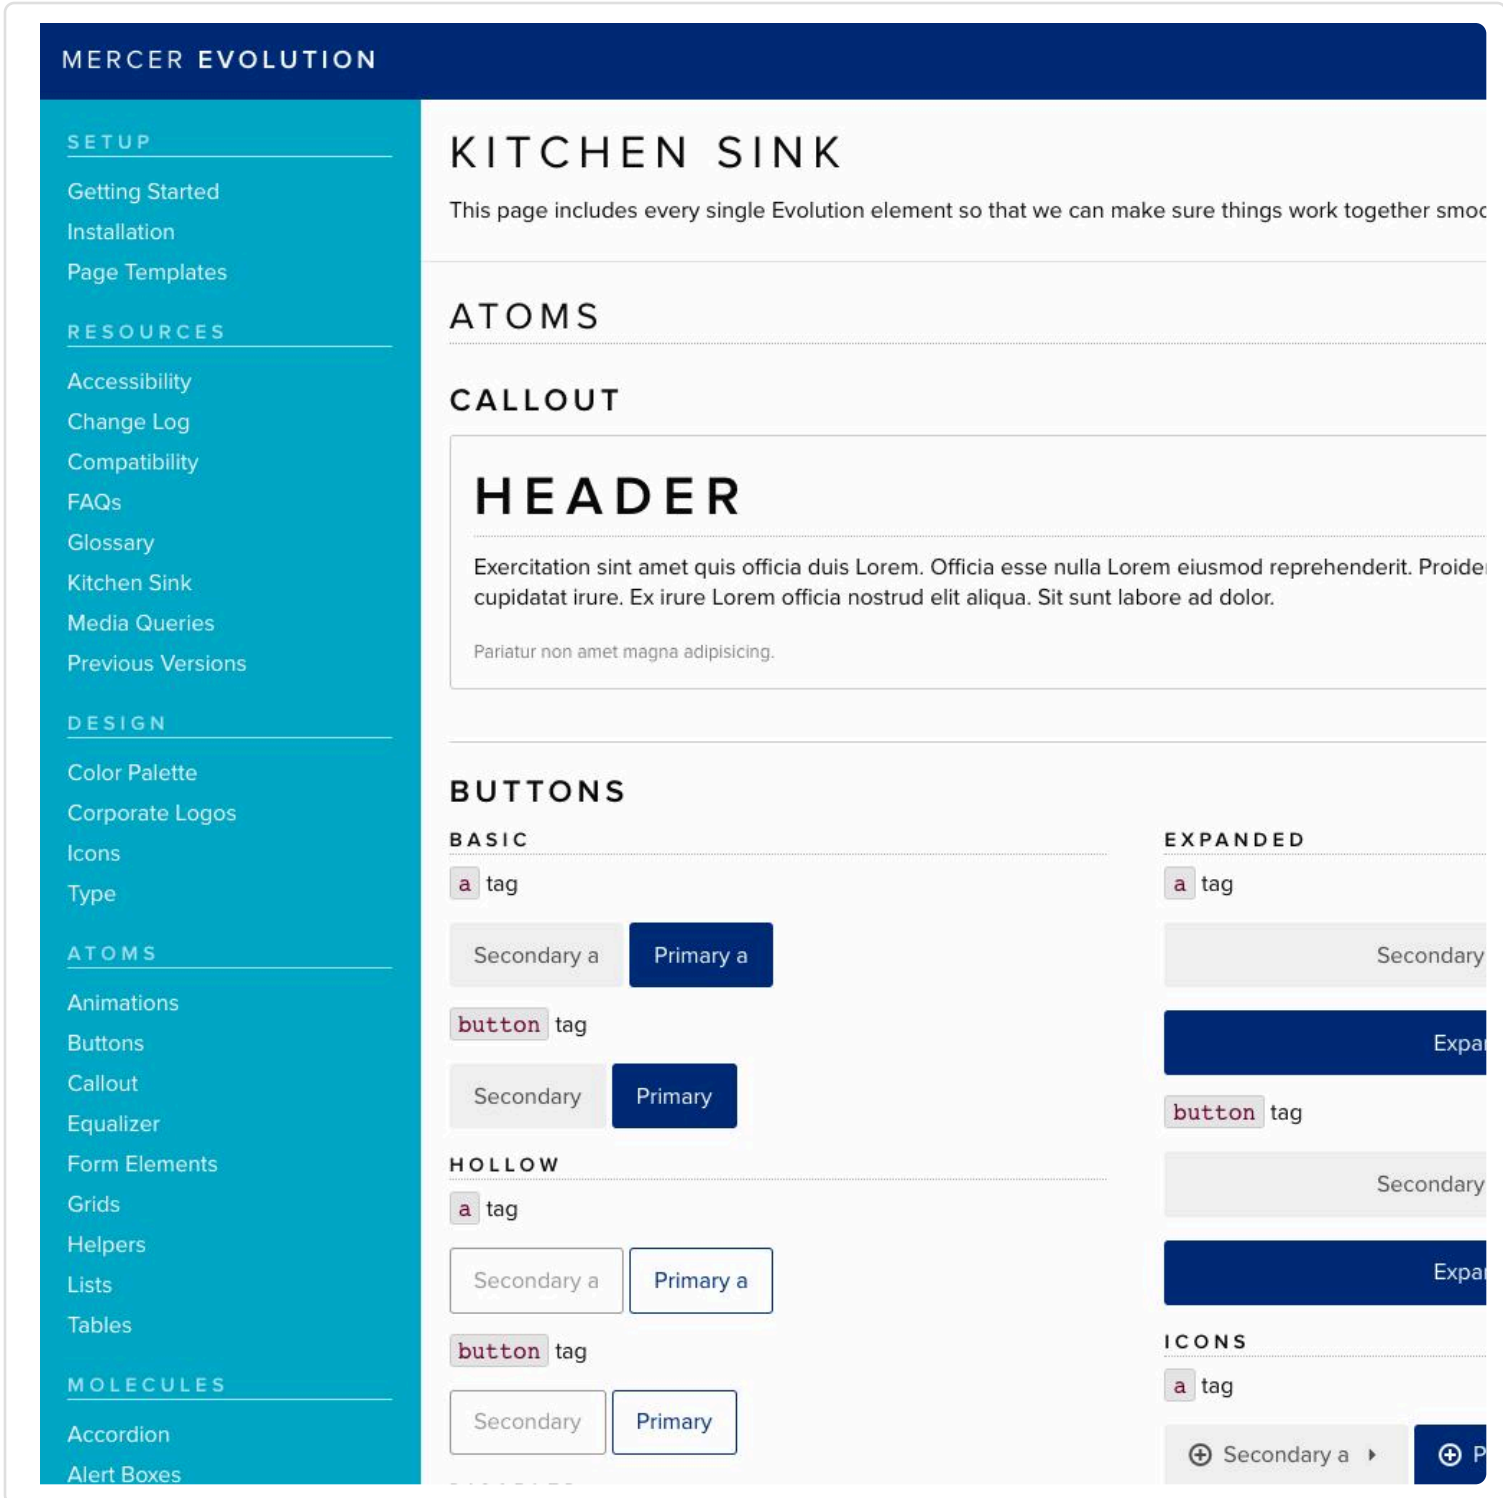 MERCER EVOLUTION
SETUP
Getting Started
Installation
Page Templates
RESOURCES
Accessibility
Change Log
Compatibility
FAQs
Glossary
Kitchen Sink
Media Queries
Previous Versions
DESIGN
Color Palette
Corporate Logos
Icons
Type
ATOMS
Animations
Buttons
Callout
Equalizer
Form Elements
Grids
Helpers
Lists
Tables
MOLECULES
Accordion
Alert Boxes
KITCHEN SINK
This page includes every single Evolution element so that we can make sure things work together
ATOMS
CALLOUT
HEADER
Exercitation sint amet quis officia duis Lorem. Officia esse nulla Lorem eiusmod reprehenderit.
cupidatat irure. Ex irure Lorem officia nostrud elit aliqua. Sit sunt labore ad dolor.
Pariatur non amet magna adipisicing.
BUTTONS
BASIC
a tag
Secondary a Primary a
button tag
Secondary Primary
HOLLOW
a tag
Secondary a Primary a
button tag
Secondary Primary
EXPANDED
a tag
Secondary
button tag
Secondary
ICONS
a tag
Secondary a